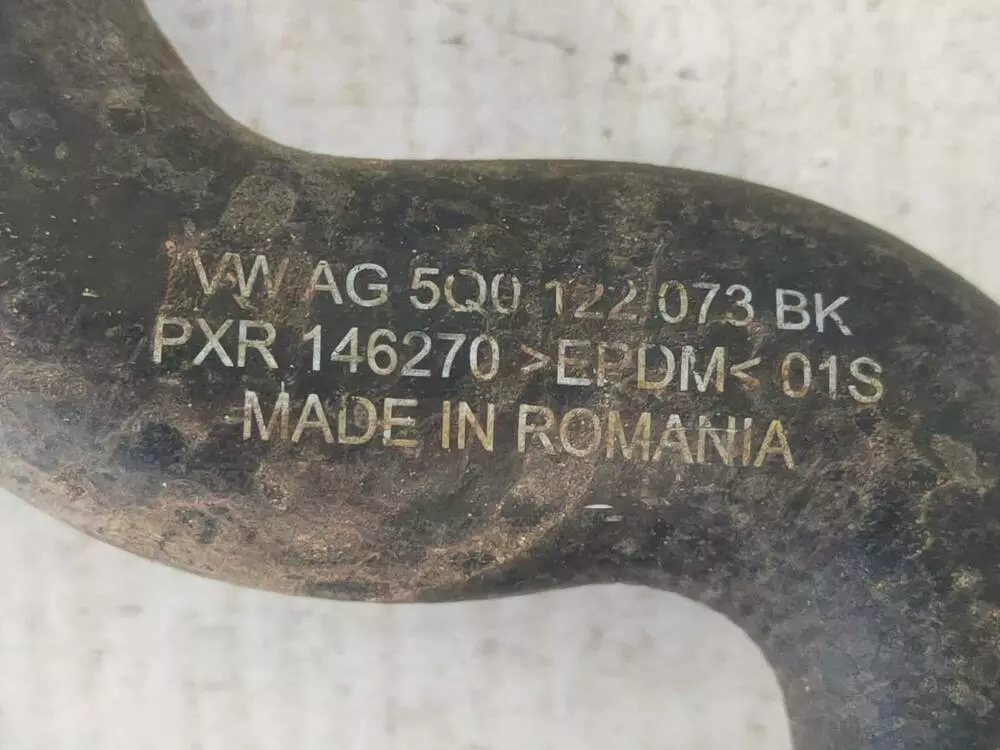 VW AG 5Q0 122 073 BK
PXR 146270 >EPDM< 01S
MADE IN ROMANIA